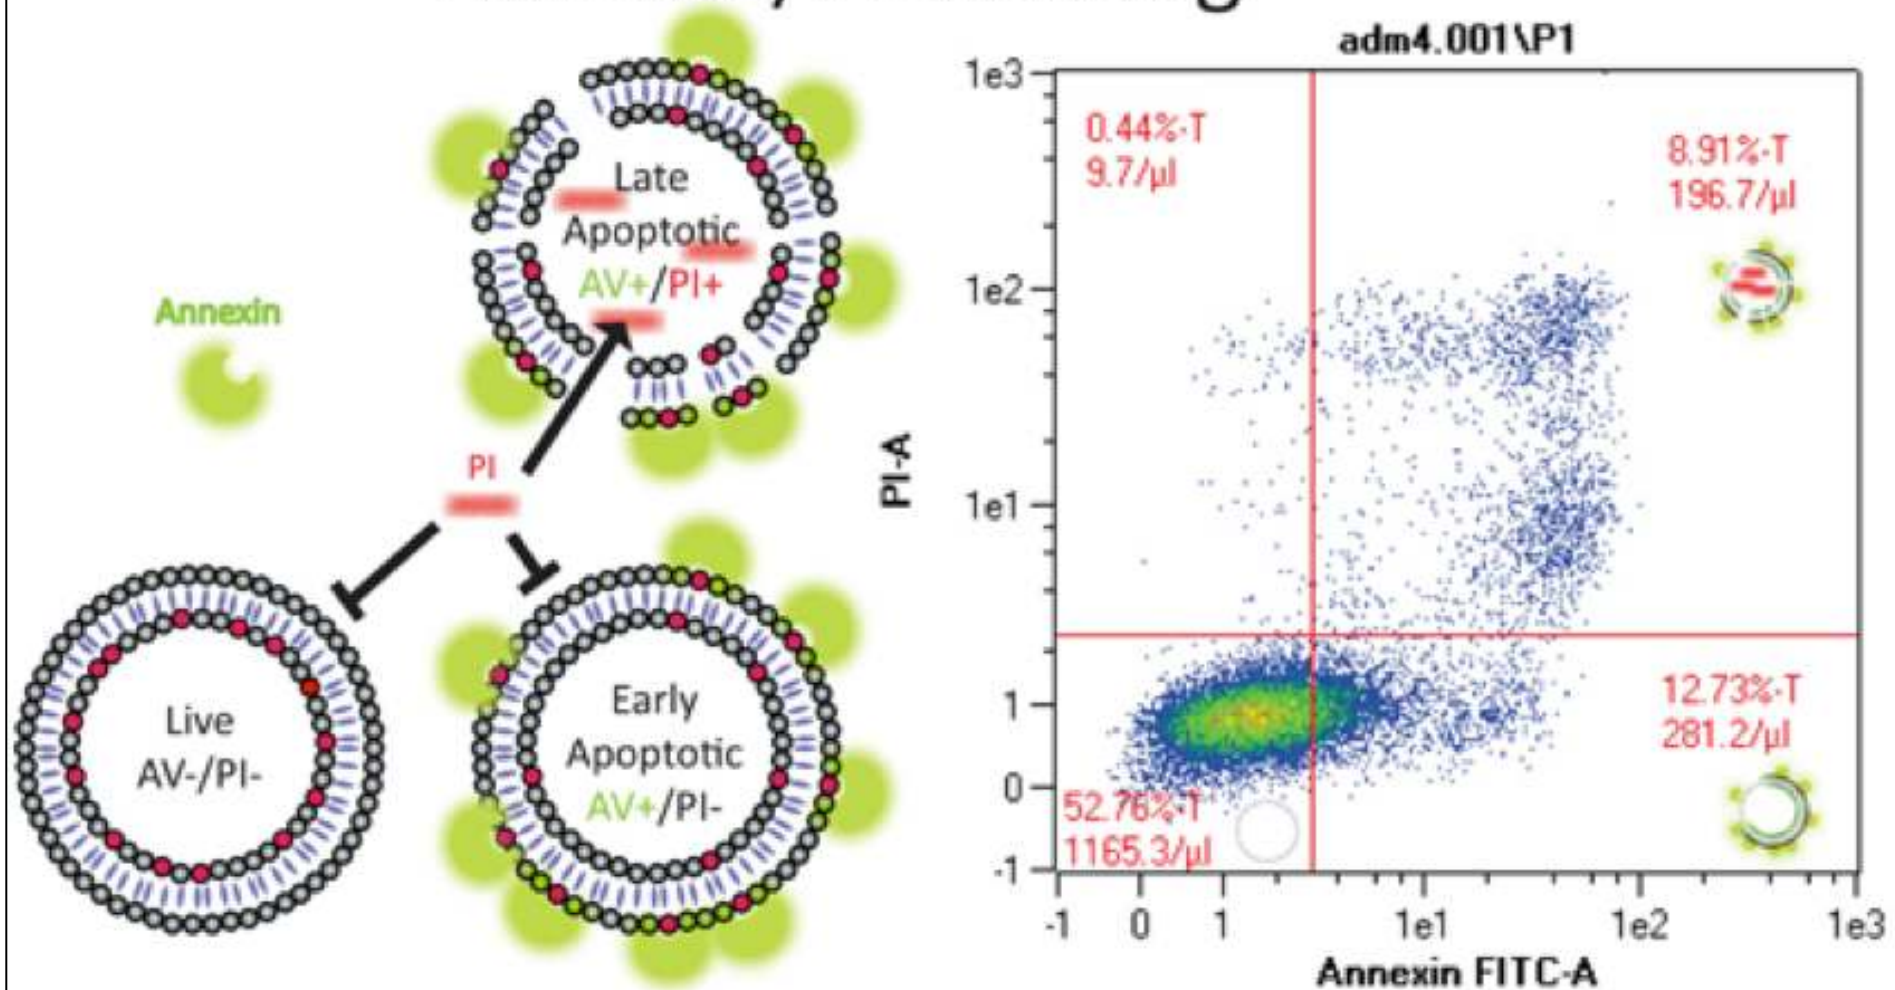 Late
Apoptotic
AV+/PI+
Annexin
PI
Live
AV-/PI-
Early
Apoptotic
AV+/PI-
adm4.001\P1
1e3
1e2
1e1
1
0
-1
PI-A
0.44%-T
9.7/µl
8.91%-T
196.7/µl
12.73%-T
281.2/µl
52.76%-T
1165.3/µl
-1 0 1 1e1 1e2 1e3
Annexin FITC-A